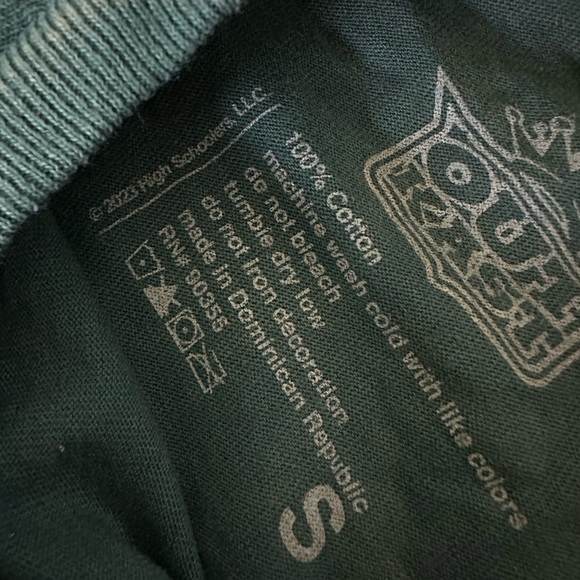 OUTKAST
S
100% Cotton
machine wash cold with like colors
do not bleach
tumble dry low
do not iron decoration
made in Dominican Republic
RN# 90355
© 2023 High Schoolers, LLC